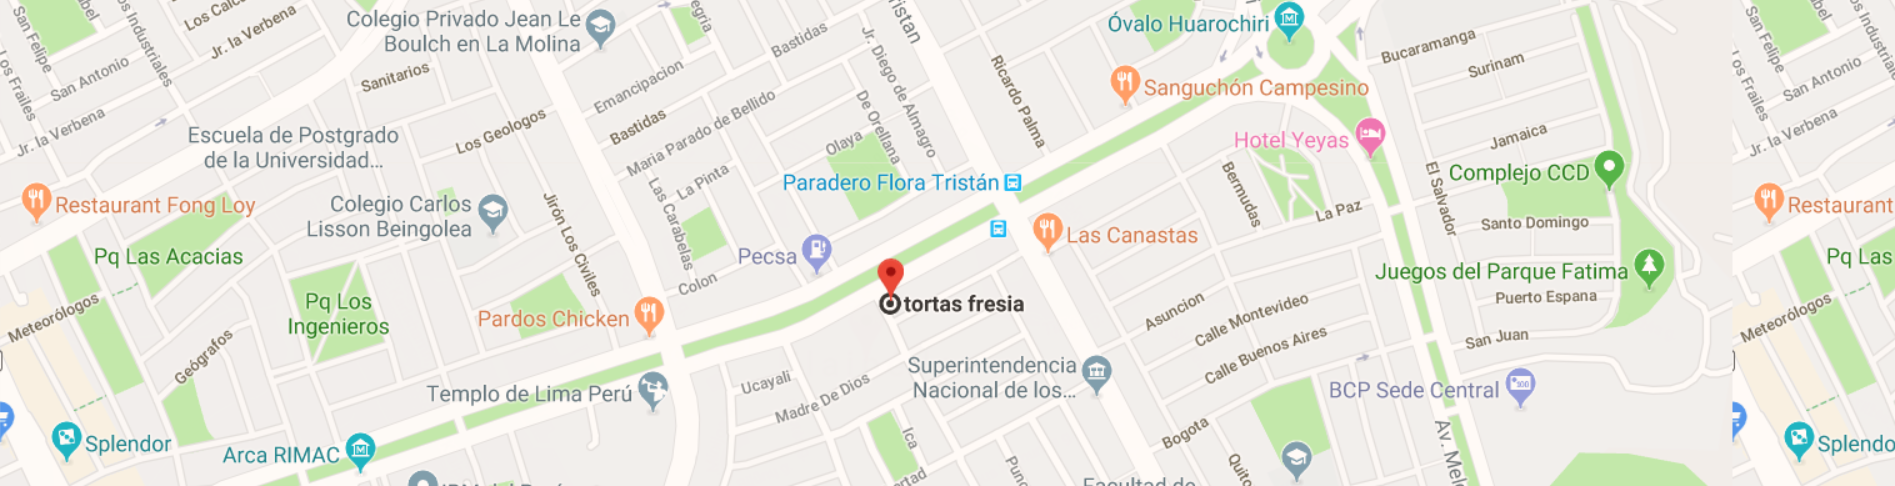 San Felipe
Los Industriales
Los Calc
Jr. la Verbena
San Antonio
Los Frailes
Jr. la Verbena
Colegio Privado Jean Le
Boulch en La Molina
Sanitarios
Escuela de Postgrado
de la Universidad...
Los Geologos
Restaurant Fong Loy
Colegio Carlos
Lisson Beingolea
Pq Las Acacias
Pq Los
Ingenieros
Meteorólogos
Geógrafos
Jirón Los Civiles
Pardos Chicken
Templo de Lima Perú
Splendor
Arca RIMAC
Emancipacion
Bastidas
Bastidas
Maria Parado de Bellido
La Pinta
Las Carabelas
Colon
Olaya
De Orellana
Jr. Diego de Almagro
Ricardo Palma
Paradero Flora Tristán
Pecsa
tortas fresia
Las Canastas
Óvalo Huarochiri
Sanguchón Campesino
Hotel Yeyas
Bermudas
La Paz
Asuncion
Calle Montevideo
Calle Buenos Aires
Superintendencia
Nacional de los...
Ucayali
Madre De Dios
Ica
Bogota
Quito
Facultad de
BCP Sede Central
Av. Mel
Bucaramanga
Surinam
Jamaica
El Salvador
Complejo CCD
Santo Domingo
Juegos del Parque Fatima
Puerto Espana
San Juan
San Felipe
Los Frailes
San Antonio
Jr. la Verbena
Restaurant
Pq Las
Meteorólogos
Splendo